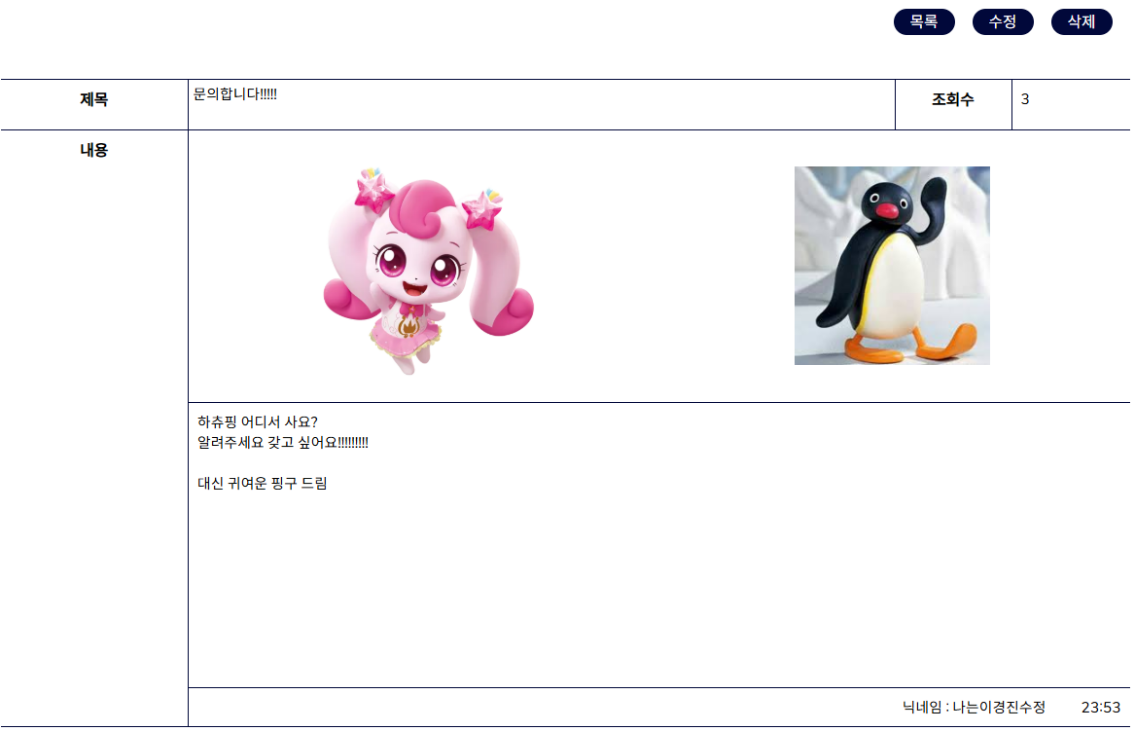 목록 수정 삭제
제목 문의합니다!!!!! 조회수 3
내용
하츄핑 어디서 사요?
알려주세요 갖고 싶어요!!!!!!!!!
대신 귀여운 핑구 드림
닉네임 : 나는이경진수정 23:53